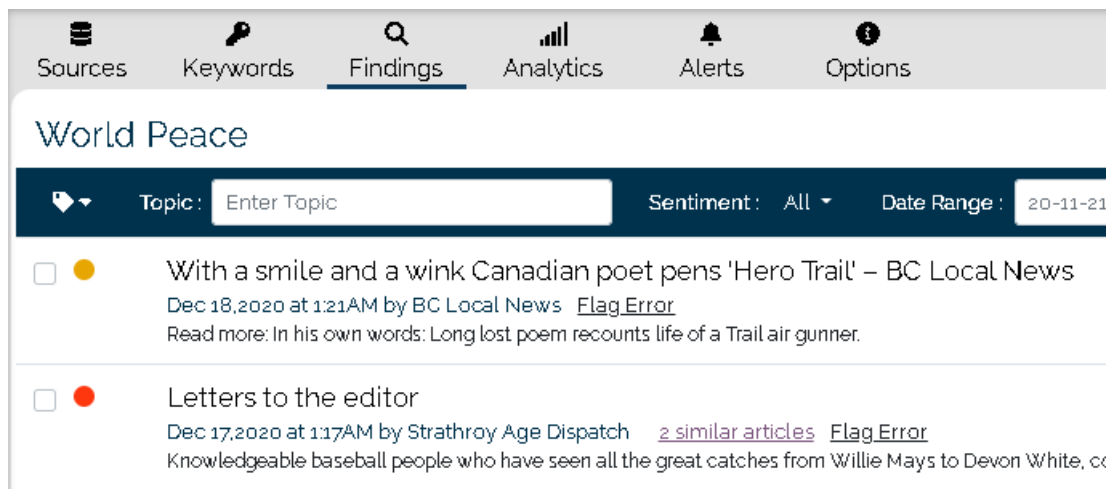 Sources Keywords Findings Analytics Alerts Options
World Peace
Topic : Enter Topic Sentiment : All Date Range : 20-11-21
With a smile and a wink Canadian poet pens 'Hero Trail' – BC Local News
Dec 18,2020 at 1:21AM by BC Local News Flag Error
Read more: In his own words: Long lost poem recounts life of a Trail air gunner.
Letters to the editor
Dec 17,2020 at 1:17AM by Strathroy Age Dispatch 2 similar articles Flag Error
Knowledgeable baseball people who have seen all the great catches from Willie Mays to Devon White,